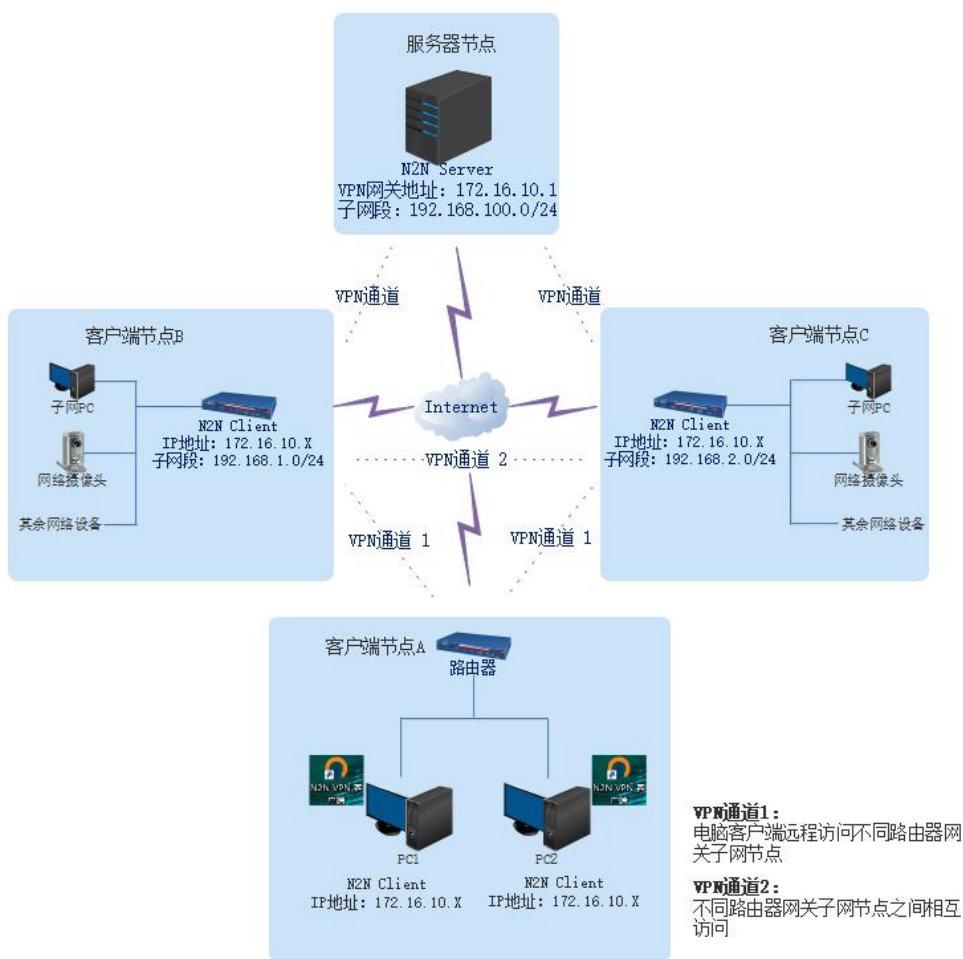 服务器节点
N2N Server
VPN网关地址: 172.16.10.1
子网段: 192.168.100.0/24
VPN通道
VPN通道
客户端节点B
子网PC
网络摄像头
其余网络设备
N2N Client
IP地址: 172.16.10.X
子网段: 192.168.1.0/24
Internet
客户端节点C
N2N Client
IP地址: 172.16.10.X
子网段: 192.168.2.0/24
子网PC
网络摄像头
其余网络设备
VPN通道 2
VPN通道 1
VPN通道 1
客户端节点A
路由器
N2N VPN 客
户端
PC1
N2N Client
IP地址: 172.16.10.X
N2N VPN 客
户端
PC2
N2N Client
IP地址: 172.16.10.X
VPN通道1:
电脑客户端远程访问不同路由器网
关子网节点
VPN通道2:
不同路由器网关子网节点之间相互
访问